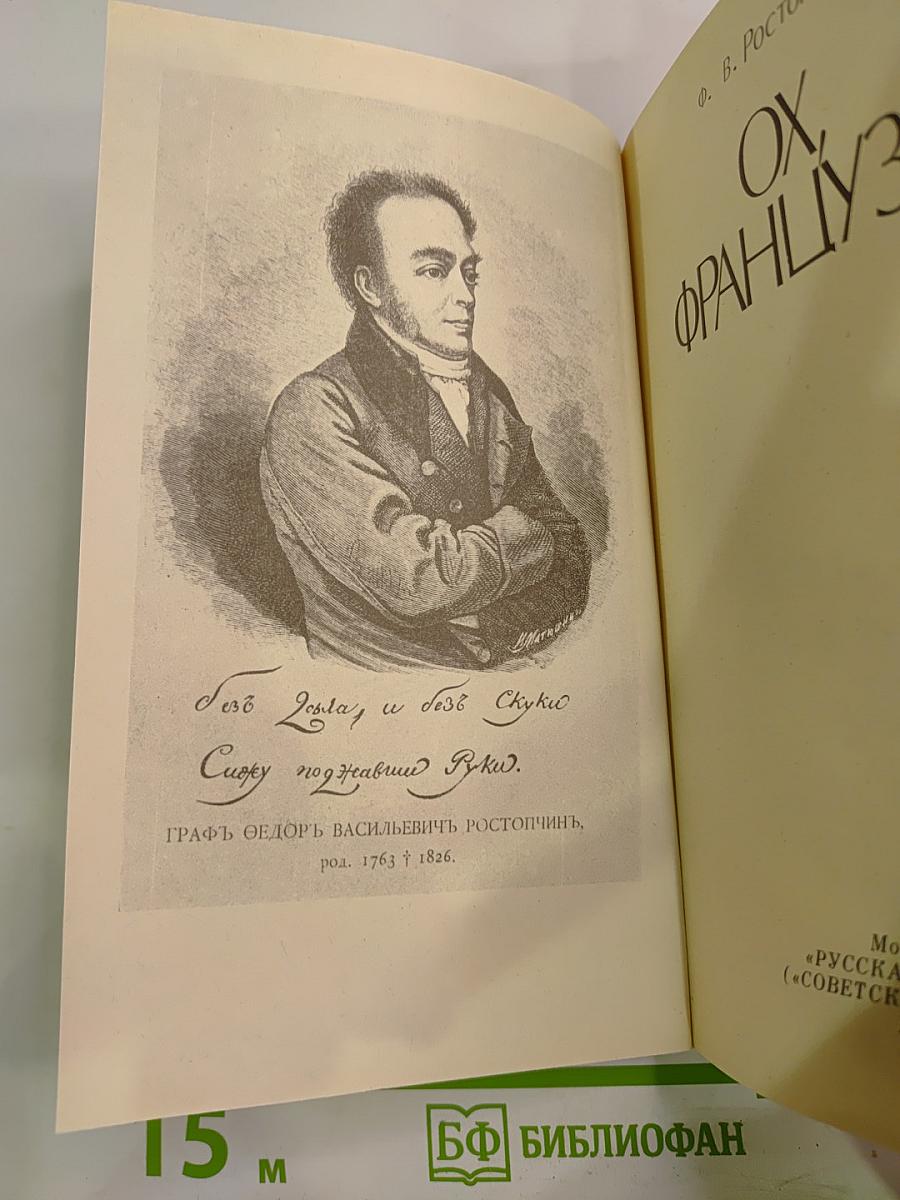 безъ дѣла, и безъ Скуки
Сижу поджавши Руки.
ГРАФЪ ѲЕДОРЪ ВАСИЛЬЕВИЧЪ РОСТОПЧИНЪ,
род. 1763 † 1826.
Ф. В. РОСТО
ОХ,
ФРАНЦУЗ
Мо
«РУССКА
(«СОВЕТСК
15 м
БФ БИБЛИОФАН